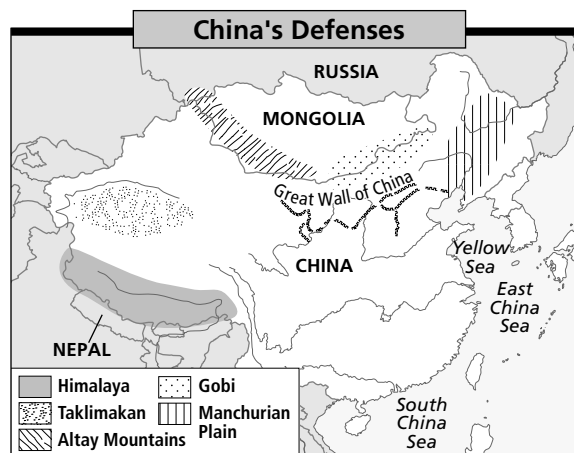 China's Defenses
RUSSIA
MONGOLIA
Great Wall of China
CHINA
Yellow
Sea
East
China
Sea
NEPAL
South
China
Sea
Himalaya
Taklimakan
Altay Mountains
Gobi
Manchurian
Plain